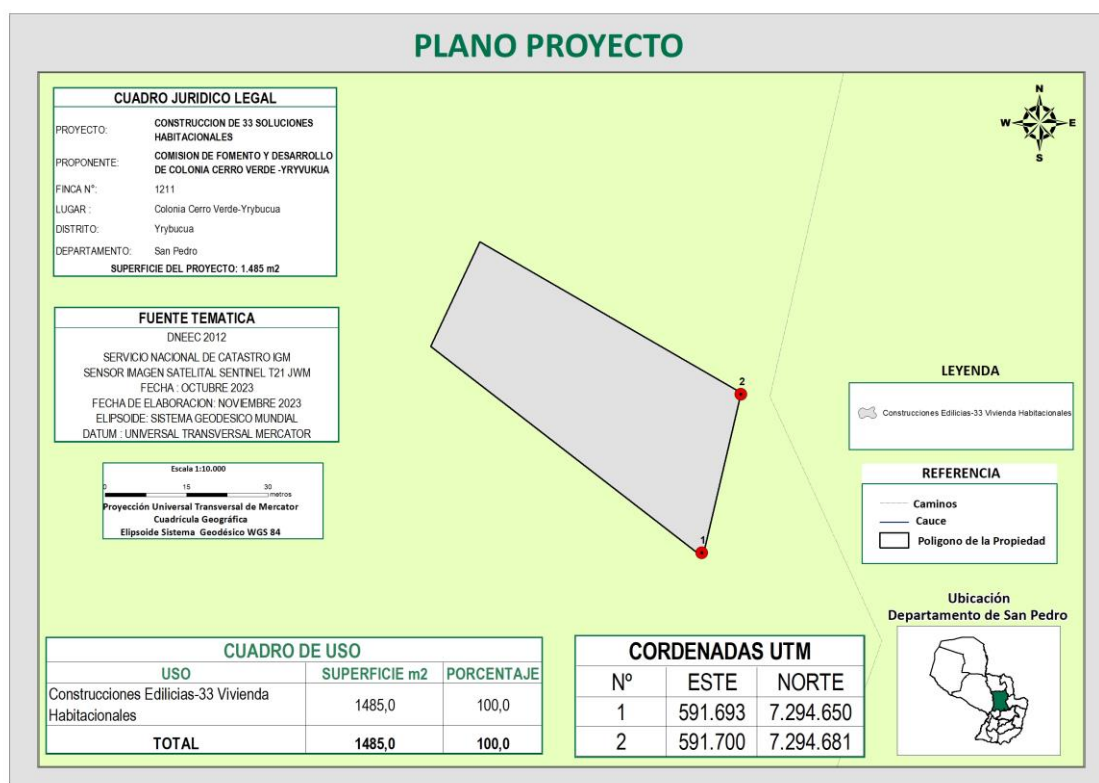 PLANO PROYECTO
CUADRO JURIDICO LEGAL
PROYECTO: CONSTRUCCION DE 33 SOLUCIONES
HABITACIONALES
PROPONENTE: COMISION DE FOMENTO Y DESARROLLO
DE COLONIA CERRO VERDE -YRYVUKUA
FINCA N°: 1211
LUGAR : Colonia Cerro Verde-Yrybucua
DISTRITO: Yrybucua
DEPARTAMENTO: San Pedro
SUPERFICIE DEL PROYECTO: 1.485 m2
FUENTE TEMATICA
DNEEC 2012
SERVICIO NACIONAL DE CATASTRO IGM
SENSOR IMAGEN SATELITAL SENTINEL T21 JWM
FECHA : OCTUBRE 2023
FECHA DE ELABORACION: NOVIEMBRE 2023
ELIPSOIDE: SISTEMA GEODESICO MUNDIAL
DATUM : UNIVERSAL TRANSVERSAL MERCATOR
Escala 1:10.000
0 15 30
metros
Proyección Universal Transversal de Mercator
Cuadrícula Geográfica
Elipsoide Sistema Geodésico WGS 84
N
W E
S
2
1
LEYENDA
Construcciones Edilicias-33 Vivienda Habitacionales
REFERENCIA
Caminos
Cauce
Poligono de la Propiedad
Ubicación
Departamento de San Pedro
CUADRO DE USO
USO SUPERFICIE m2 PORCENTAJE
Construcciones Edilicias-33 Vivienda
Habitacionales 1485,0 100,0
TOTAL 1485,0 100,0
CORDENADAS UTM
Nº ESTE NORTE
1 591.693 7.294.650
2 591.700 7.294.681